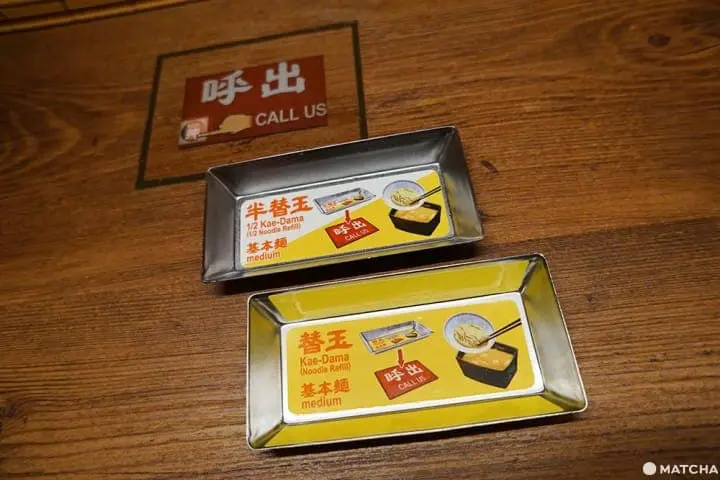 呼出
CALL US
半替玉
1/2 Kae-Dama
(1/2 Noodle Refill)
基本麺
medium
呼出
CALL US
替玉
Kae-Dama
(Noodle Refill)
基本麺
medium
呼出
CALL US
MATCHA